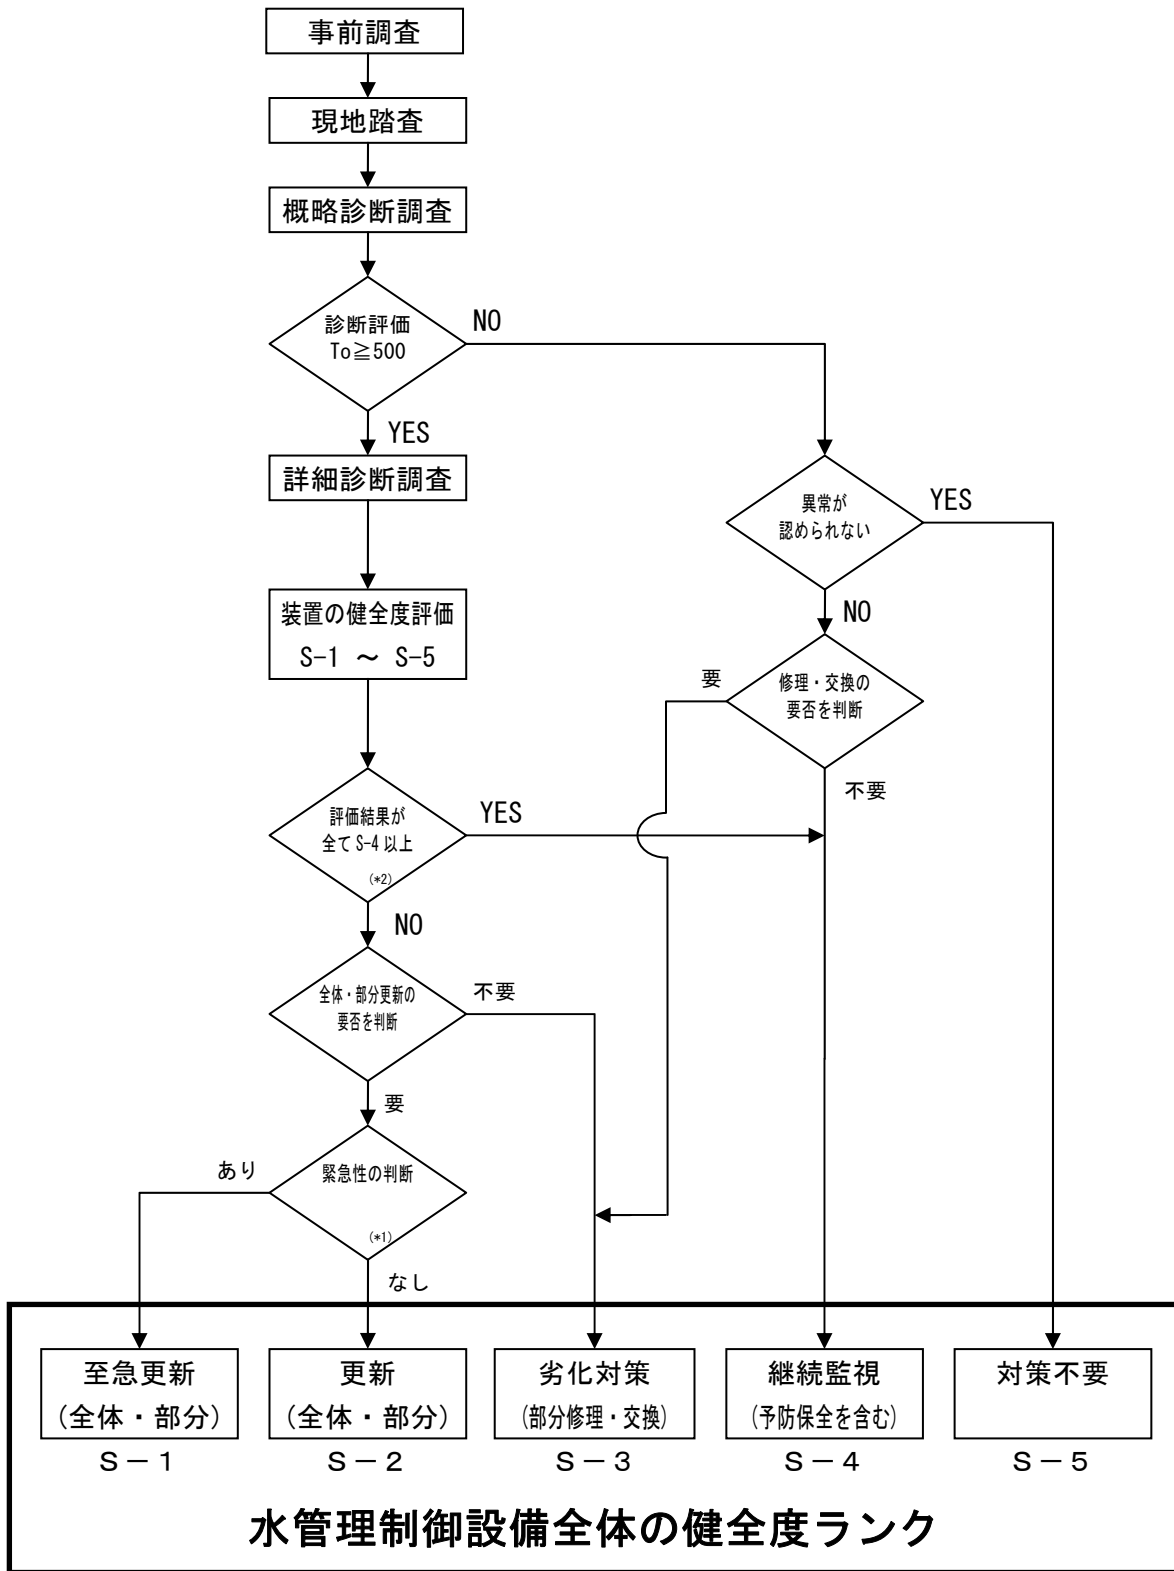 事前調査
現地踏査
概略診断調査
診断評価
To≧500
NO
YES
詳細診断調査
異常が
認められない
YES
NO
装置の健全度評価
S-1 ～ S-5
要
修理・交換の
要否を判断
不要
評価結果が
全てS-4以上
(*2)
YES
NO
全体・部分更新の
要否を判断
不要
要
あり
緊急性の判断
(*1)
なし
至急更新
(全体・部分)
S－1
更新
(全体・部分)
S－2
劣化対策
(部分修理・交換)
S－3
継続監視
(予防保全を含む)
S－4
対策不要
S－5
水管理制御設備全体の健全度ランク